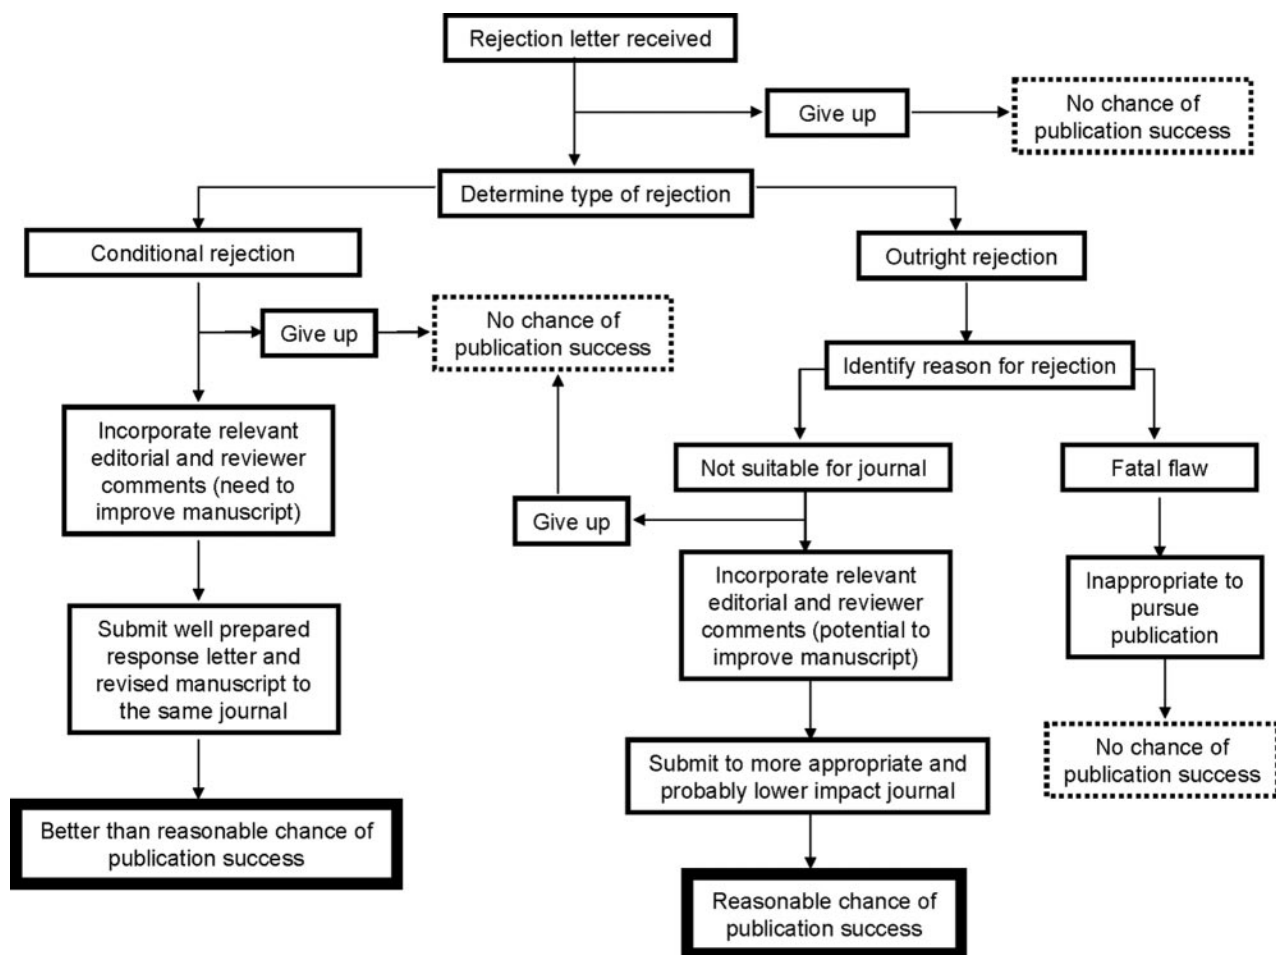 Rejection letter received
Give up
No chance of
publication success
Determine type of rejection
Conditional rejection
Outright rejection
Give up
No chance of
publication success
Identify reason for rejection
Incorporate relevant
editorial and reviewer
comments (need to
improve manuscript)
Not suitable for journal
Fatal flaw
Give up
Incorporate relevant
editorial and reviewer
comments (potential to
improve manuscript)
Inappropriate to
pursue
publication
Submit well prepared
response letter and
revised manuscript to
the same journal
Submit to more appropriate and
probably lower impact journal
No chance of
publication success
Better than reasonable chance of
publication success
Reasonable chance of
publication success